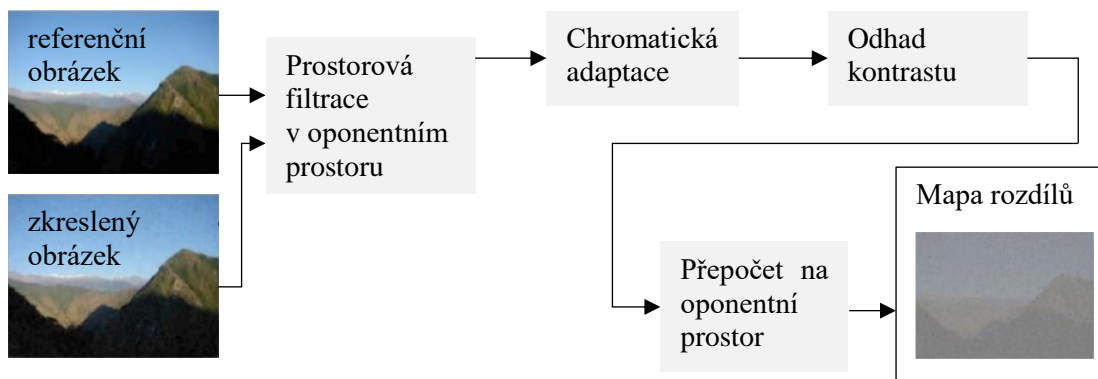 referenční
obrázek
Prostorová
filtrace
v oponentním
prostoru
Chromatická
adaptace
Odhad
kontrastu
zkreslený
obrázek
Přepočet na
oponentní
prostor
Mapa rozdílů